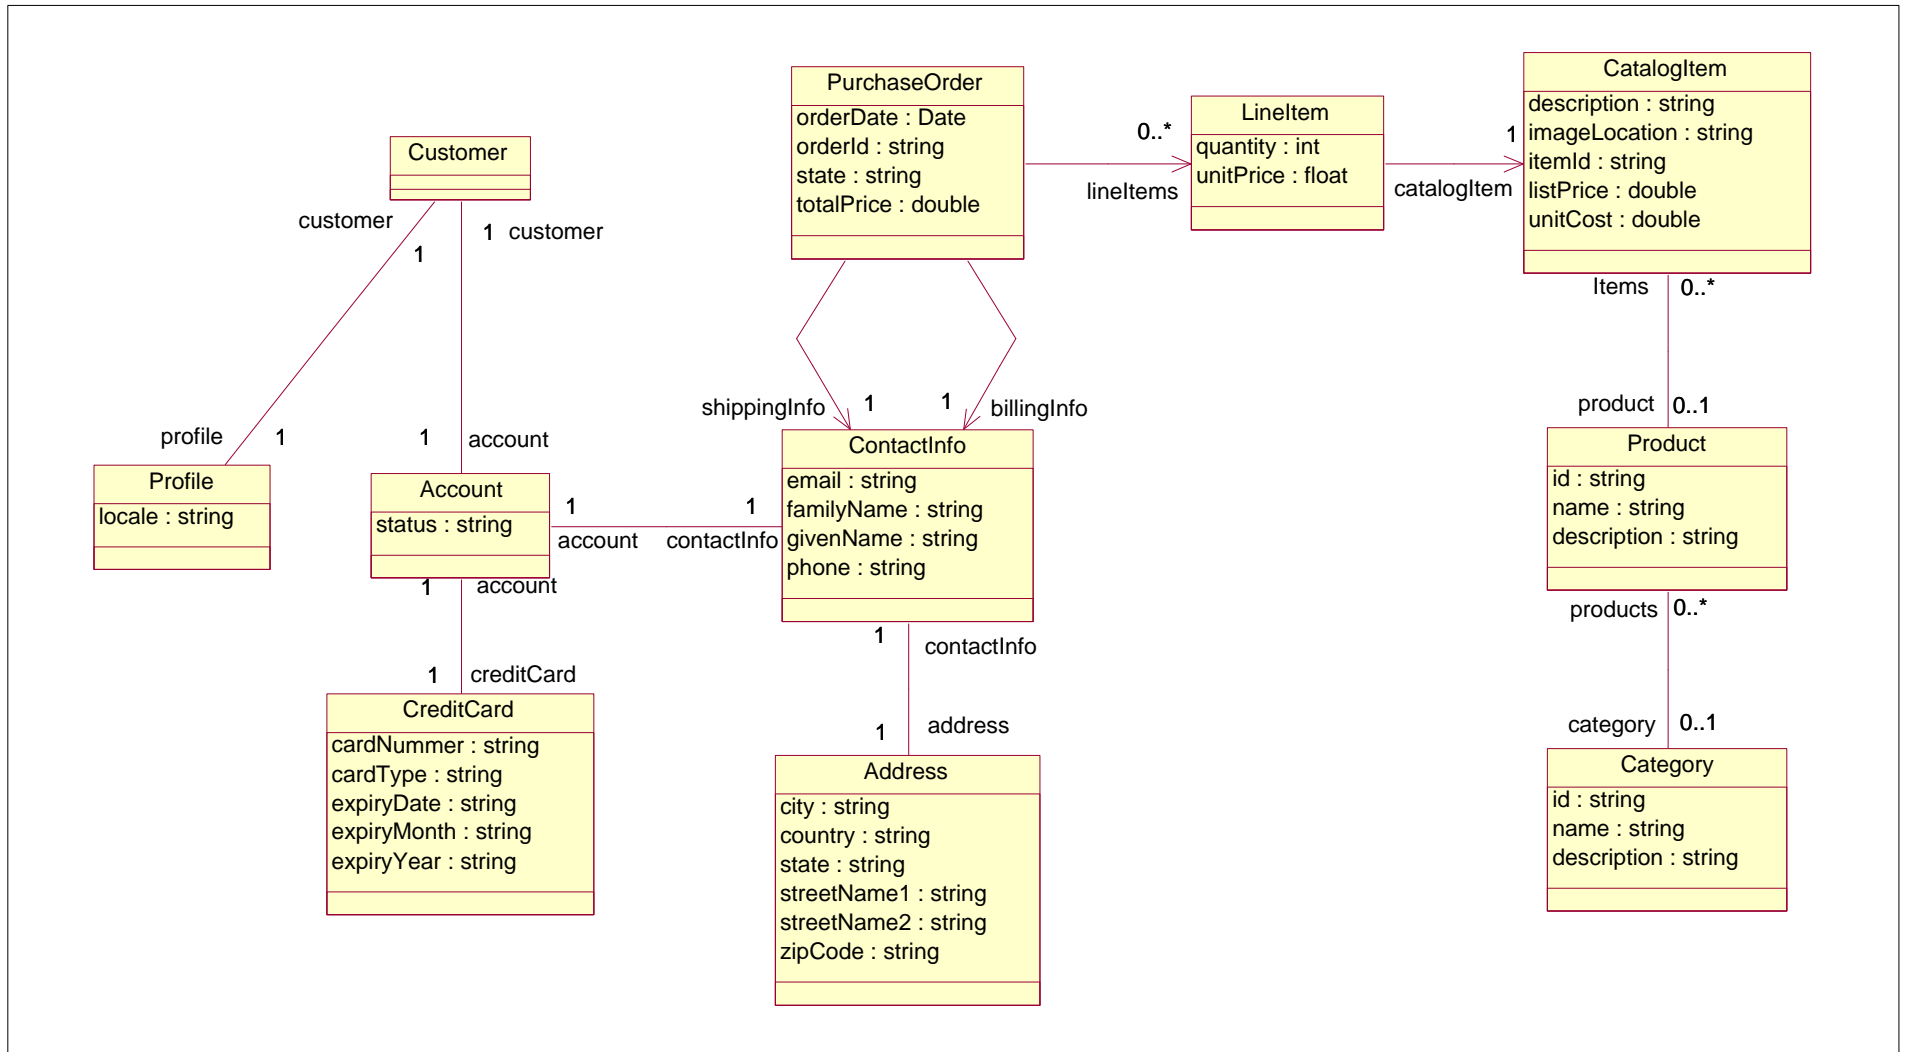 PurchaseOrder
orderDate : Date
orderId : string
state : string
totalPrice : double
0..*
lineItems
LineItem
quantity : int
unitPrice : float
1
catalogItem
CatalogItem
description : string
imageLocation : string
itemId : string
listPrice : double
unitCost : double
Customer
customer
1
1 customer
profile
1
1
account
Profile
locale : string
Account
status : string
1
account
1
contactInfo
shippingInfo
1
1
billingInfo
ContactInfo
email : string
familyName : string
givenName : string
phone : string
Items
0..*
product
0..1
Product
id : string
name : string
description : string
products
0..*
1
account
1
creditCard
CreditCard
cardNummer : string
cardType : string
expiryDate : string
expiryMonth : string
expiryYear : string
1
contactInfo
1
address
Address
city : string
country : string
state : string
streetName1 : string
streetName2 : string
zipCode : string
category
0..1
Category
id : string
name : string
description : string